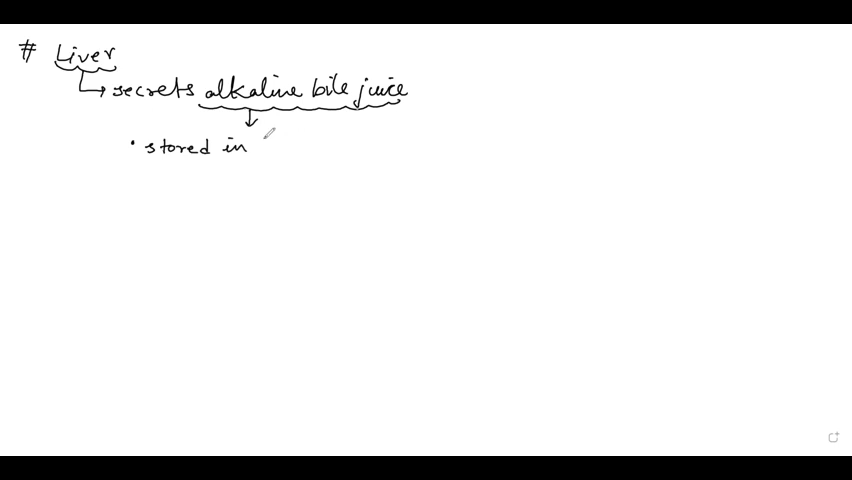 # Liver
→ secrets alkaline bile juice
• stored in